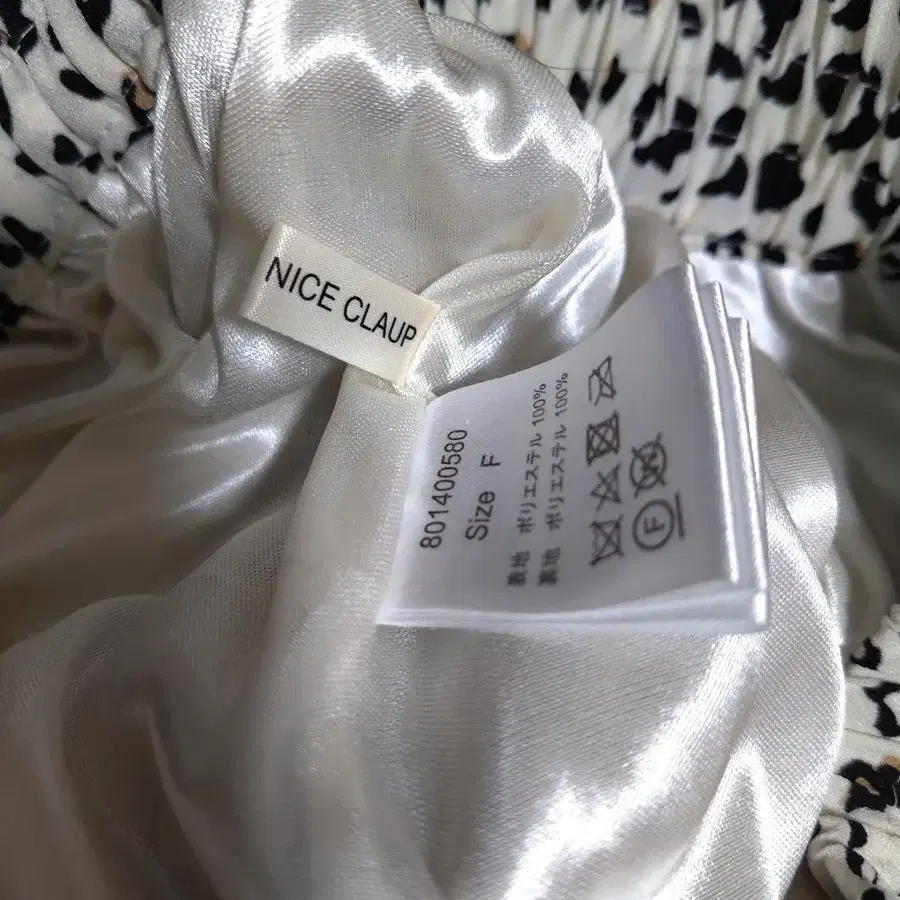 NICE CLAUP
801400580
Size F
表地 ポリエステル 100%
裏地 ポリエステル 100%
F
W